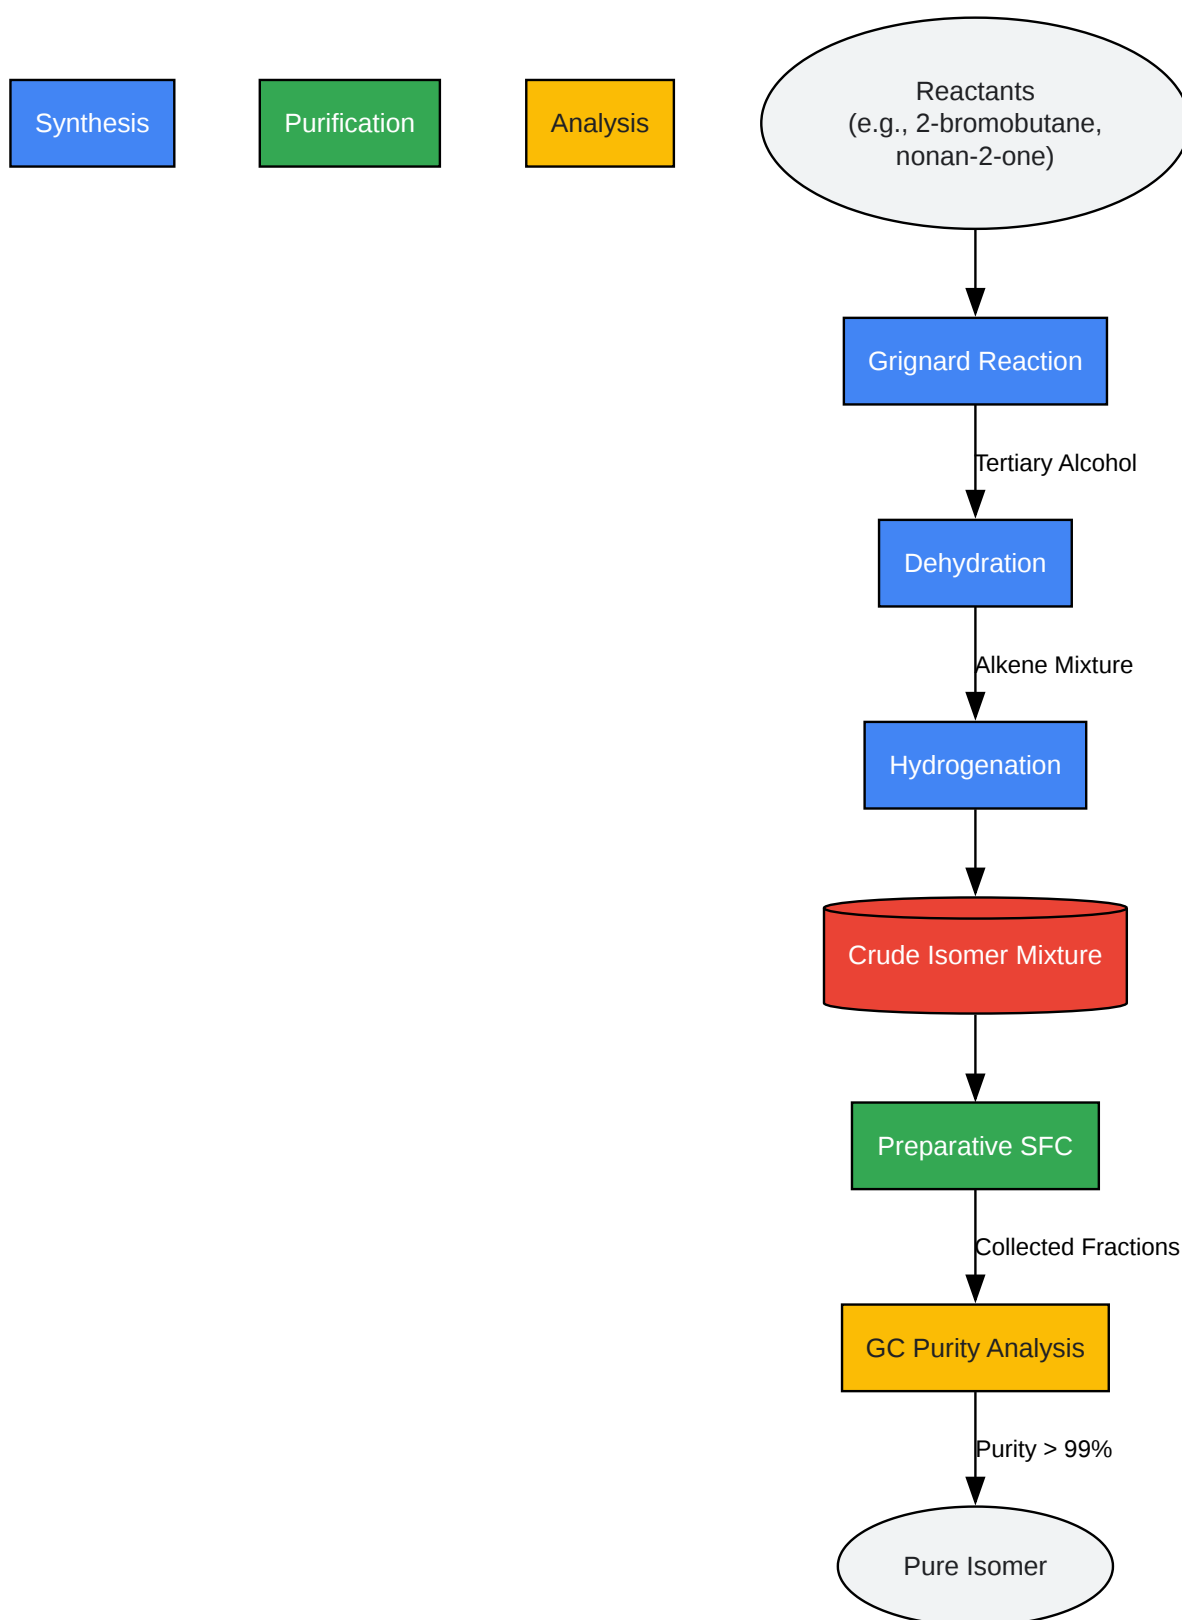 Synthesis
Purification
Analysis
Reactants
(e.g., 2-bromobutane,
nonan-2-one)
Grignard Reaction
Tertiary Alcohol
Dehydration
Alkene Mixture
Hydrogenation
Crude Isomer Mixture
Preparative SFC
Collected Fractions
GC Purity Analysis
Purity > 99%
Pure Isomer